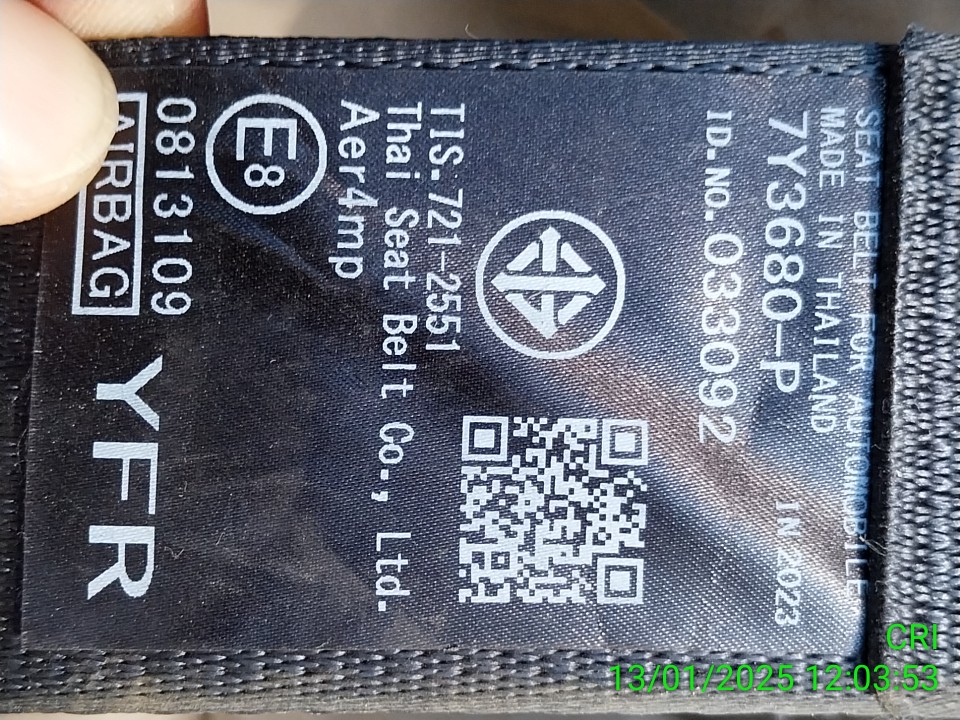 SEAT BELT FOR AUTOMOBILE
MADE IN THAILAND
7Y3680-P IN 2023
ID.NO. 033092
TIS.721-2551
Thai Seat Belt Co., Ltd.
Aer4mp
E8
0813109
AIRBAG
YFR
CRI
13/01/2025 12:03:53